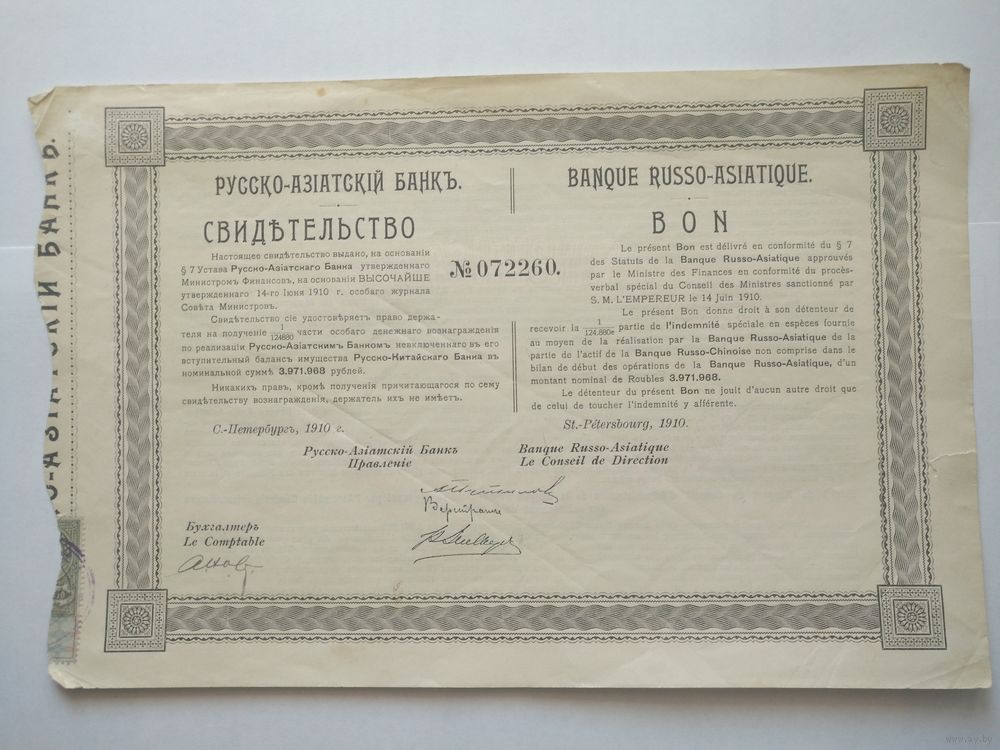 РУССКО-АЗІАТСКІЙ БАНКЪ.
СВИДѢТЕЛЬСТВО
Настоящее свидѣтельство выдано, на основаніи
§ 7 Устава Русско-Азіатскаго Банка утвержденнаго
Министромъ Финансовъ, на основаніи ВЫСОЧАЙШЕ
утвержденнаго 14-го Іюня 1910 г. особаго журнала
Совѣта Министровъ.
Свидѣтельство сіе удостовѣряетъ право держа-
теля на полученіе 1/124880 части особаго денежнаго вознагражденія
по реализаціи Русско-Азіатскимъ Банкомъ невключеннаго въ его
вступительный балансъ имущества Русско-Китайскаго Банка въ
номинальной суммѣ 3.971.968 рублей.
Никакихъ правъ, кромѣ полученія причитающагося по сему
свидѣтельству вознагражденія, держатель ихъ не имѣетъ.
С.-Петербургъ, 1910 г.
Русско-Азіатскій Банкъ
Правленіе
№ 072260.
BANQUE RUSSO-ASIATIQUE.
BON
Le présent Bon est délivré en conformité du § 7
des Statuts de la Banque Russo-Asiatique approuvés
par le Ministre des Finances en conformité du procès-
verbal spécial du Conseil des Ministres sanctionné par
S. M. L'EMPEREUR le 14 Juin 1910.
Le présent Bon donne droit à son détenteur de
recevoir la 1/124.880e partie de l'indemnité spéciale en espèces fournie
au moyen de la réalisation par la Banque Russo-Asiatique de la
partie de l'actif de la Banque Russo-Chinoise non comprise dans le
bilan de début des opérations de la Banque Russo-Asiatique, d'un
montant nominal de Roubles 3.971.968.
Le détenteur du présent Bon ne jouit d'aucun autre droit que
de celui de toucher l'indemnité y afférente.
St.-Pétersbourg, 1910.
Banque Russo-Asiatique
Le Conseil de Direction
Бухгалтеръ
Le Comptable
О-АЗІАТСКІЙ БАНКЪ.
www.ay.by